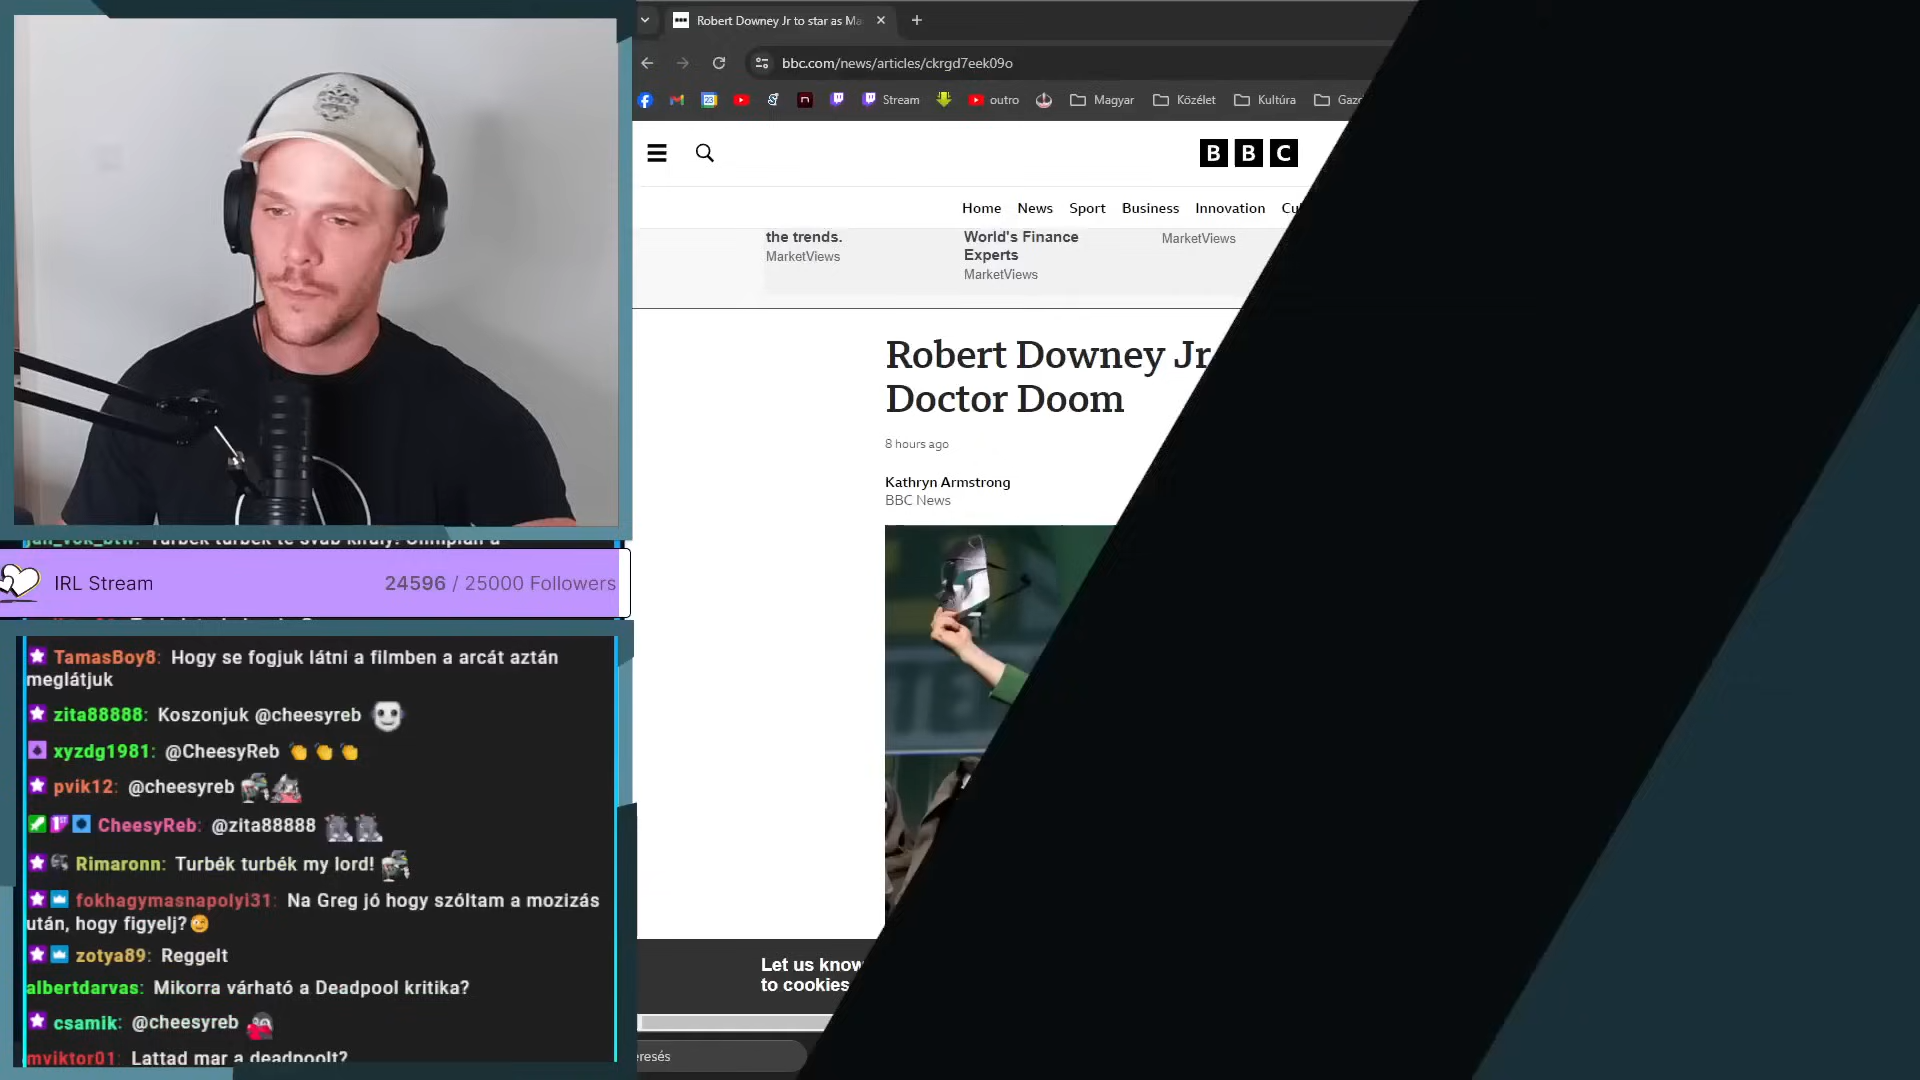 Robert Downey Jr to star as Ma
bbc.com/news/articles/ckrgd7eek09o
Stream
outro
Magyar
Közélet
Kultúra
BBC
Home
News
Sport
Business
Innovation
the trends.
MarketViews
World's Finance
Experts
MarketViews
MarketViews
Robert Downey Jr
Doctor Doom
8 hours ago
Kathryn Armstrong
BBC News
Let us know
to cookies
IRL Stream
24596 / 25000 Followers
TamasBoy8: Hogy se fogjuk látni a filmben a arcát aztán
meglátjuk
zita88888: Koszonjuk @cheesyreb
xyzdg1981: @CheesyReb 👏 👏 👏
pvik12: @cheesyreb
CheesyReb: @zita88888
Rimaronn: Turbék turbék my lord!
fokhagymasnapolyi31: Na Greg jó hogy szóltam a mozizás
után, hogy figyelj?
zotya89: Reggelt
albertdarvas: Mikorra várható a Deadpool kritika?
csamik: @cheesyreb
mviktor01: Lattad mar a deadpoolt?